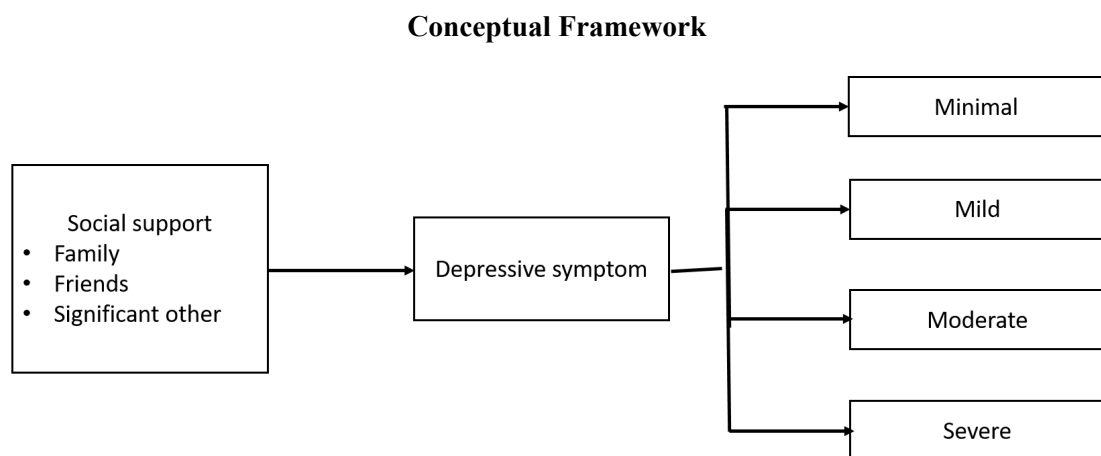 Conceptual Framework
Social support
• Family
• Friends
• Significant other
Depressive symptom
Minimal
Mild
Moderate
Severe